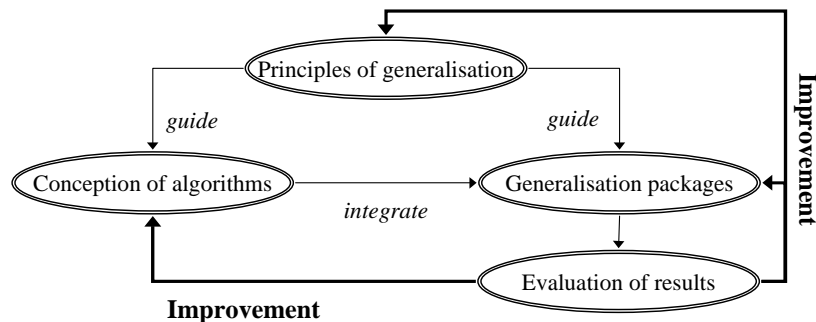 Principles of generalisation
Improvement
guide
guide
Conception of algorithms
Generalisation packages
integrate
Evaluation of results
Improvement